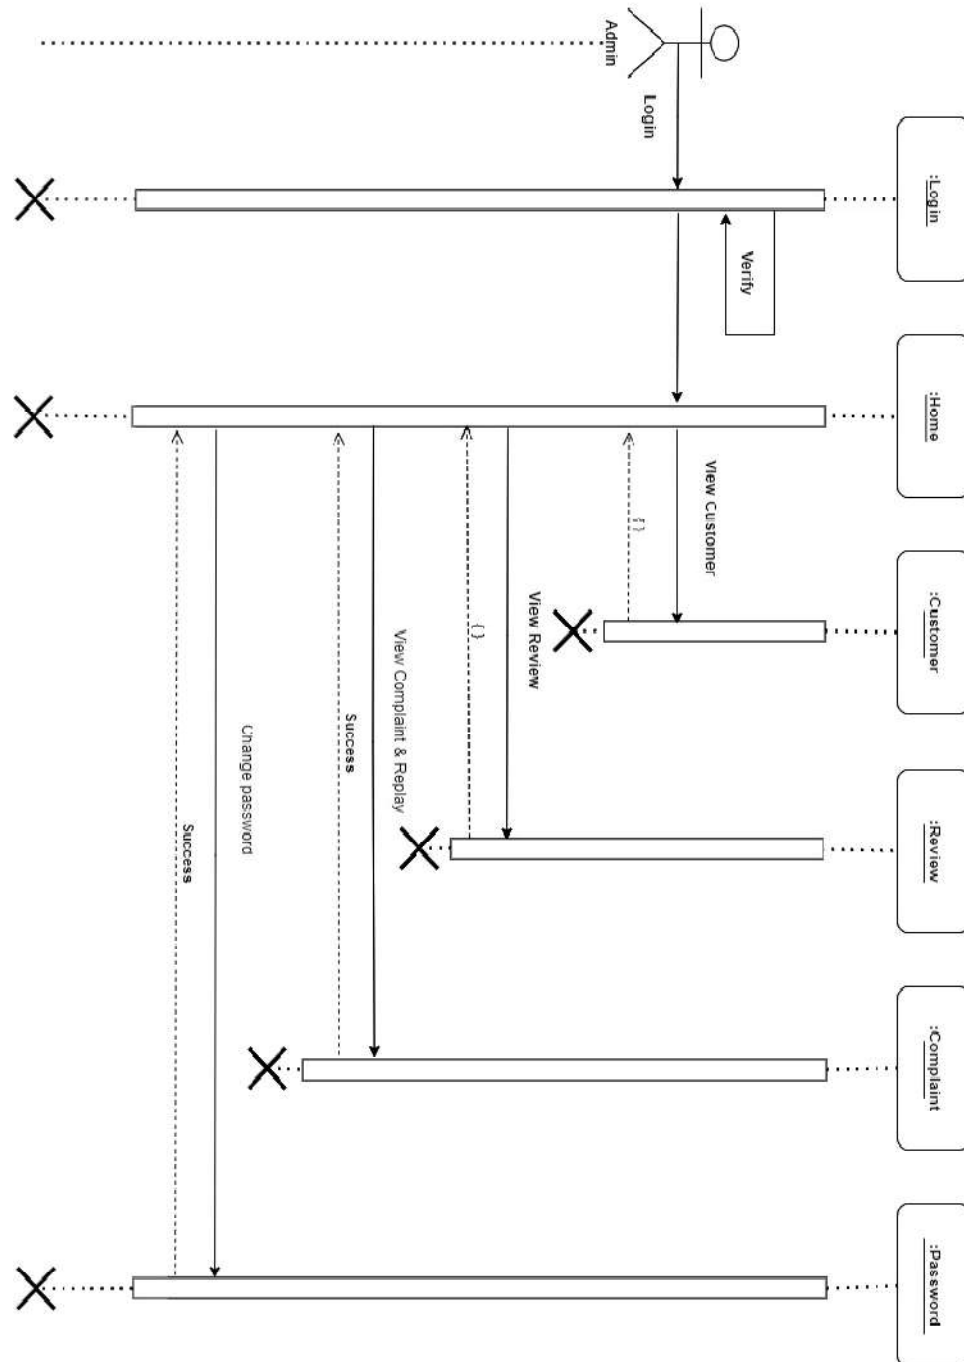 :Login
:Home
:Customer
:Review
:Complaint
:Password
Admin
Login
Verify
View Customer
{ }
View Review
{ }
View Complaint & Replay
Success
Change password
Success